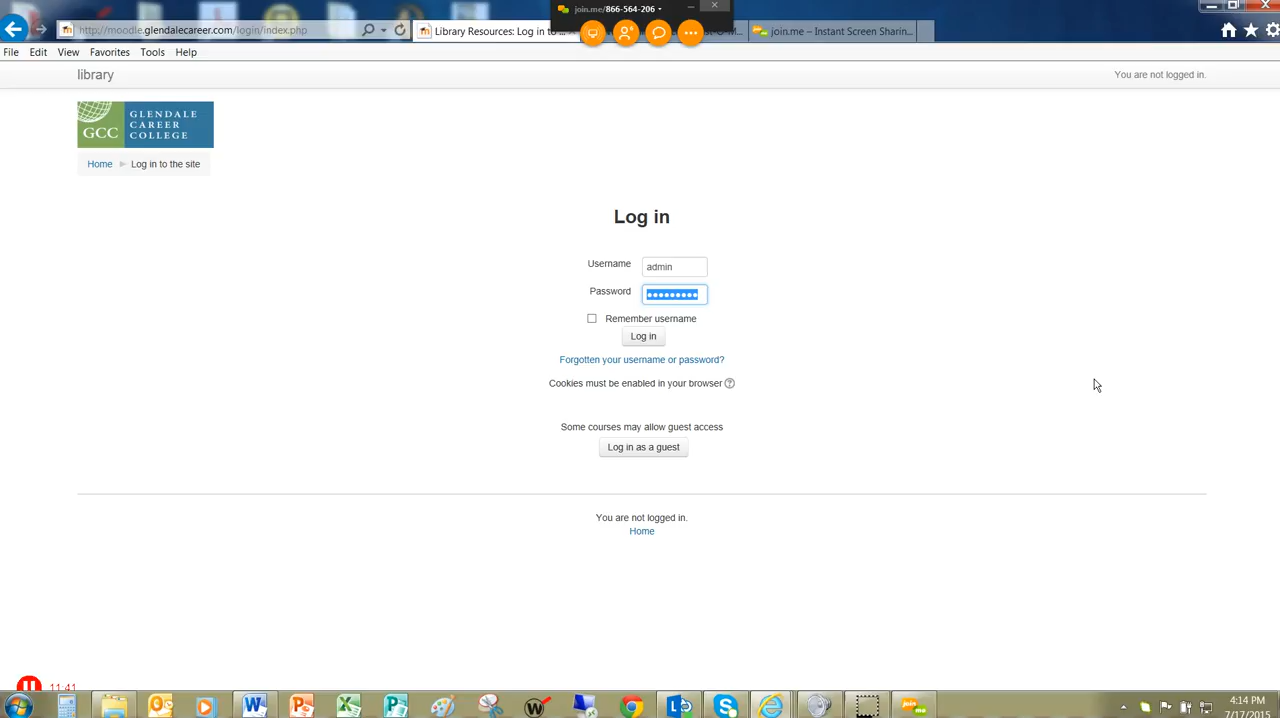 join.me/866-564-206
http://moodle.glendalecareer.com/login/index.php
Library Resources: Log in to ...
join.me – Instant Screen Sharin...
File Edit View Favorites Tools Help
library
You are not logged in.
GCC
GLENDALE
CAREER
COLLEGE
Home
Log in to the site
Log in
Username
admin
Password
Remember username
Log in
Forgotten your username or password?
Cookies must be enabled in your browser
Some courses may allow guest access
Log in as a guest
You are not logged in.
Home
11:41
join
me
4:14 PM
7/17/2015